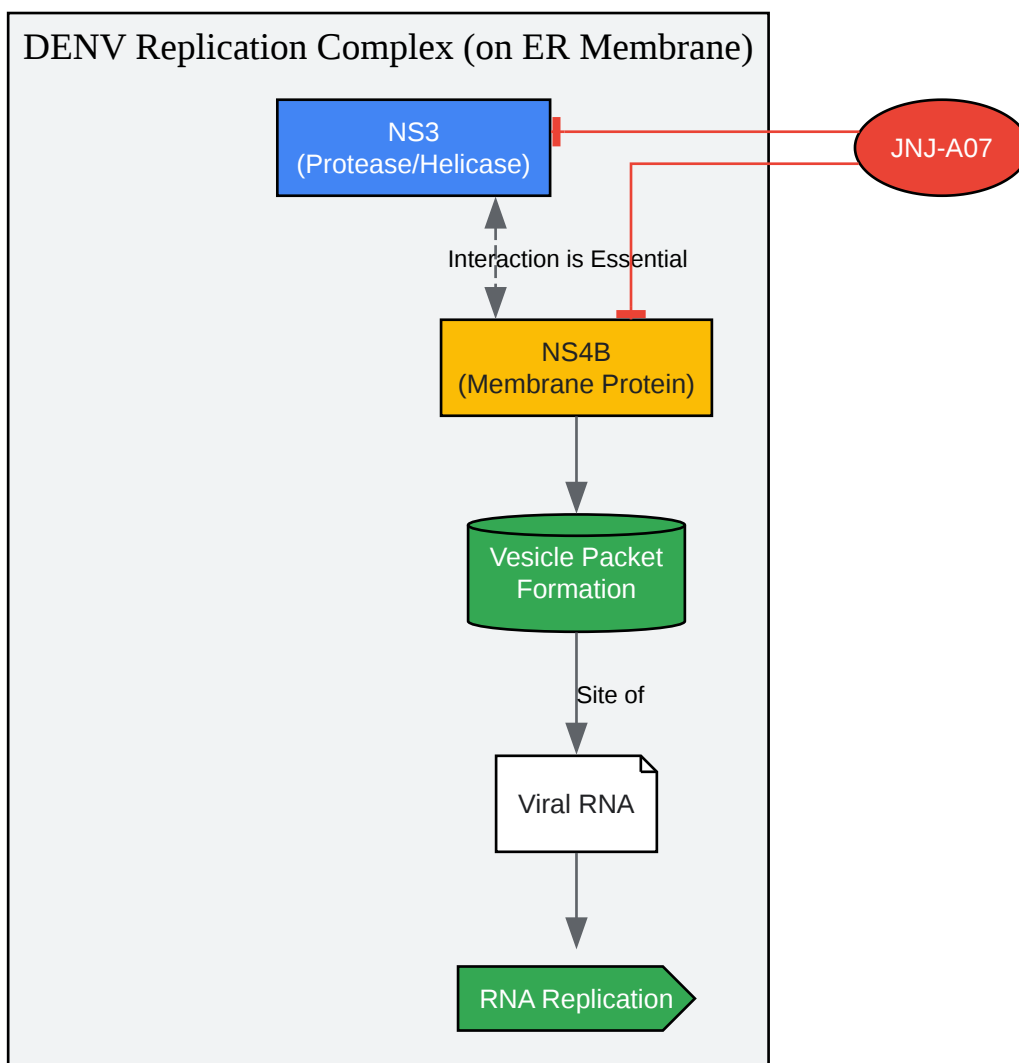 DENV Replication Complex (on ER Membrane)
NS3
(Protease/Helicase)
JNJ-A07
Interaction is Essential
NS4B
(Membrane Protein)
Vesicle Packet
Formation
Site of
Viral RNA
RNA Replication